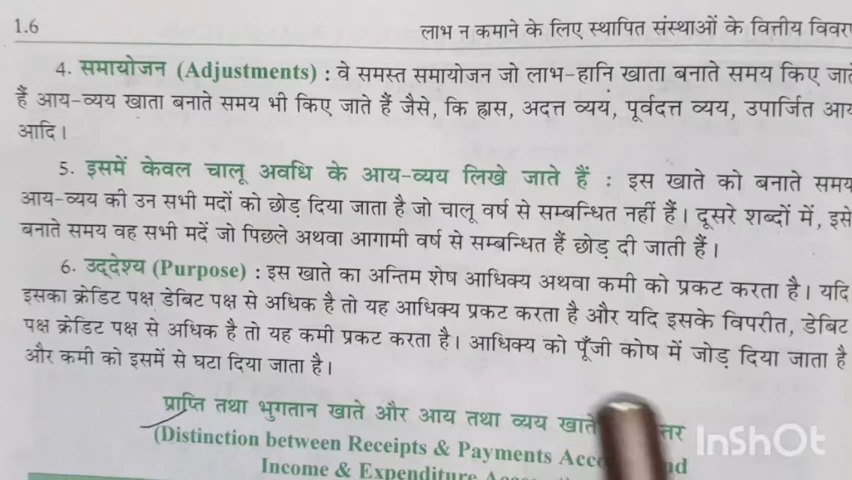 1.6
लाभ न कमाने के लिए स्थापित संस्थाओं के वित्तीय
4. समायोजन (Adjustments) : वे समस्त समायोजन जो लाभ-हानि खाता बनाते समय किए जाते
हैं आय-व्यय खाता बनाते समय भी किए जाते हैं जैसे, कि ह्रास, अदत्त व्यय, पूर्वदत्त व्यय, उपार्जित आय
आदि।
5. इसमें केवल चालू अवधि के आय-व्यय लिखे जाते हैं : इस खाते को बनाते समय
आय-व्यय की उन सभी मदों को छोड़ दिया जाता है जो चालू वर्ष से सम्बन्धित नहीं हैं। दूसरे शब्दों में, इसे
बनाते समय वह सभी मदें जो पिछले अथवा आगामी वर्ष से सम्बन्धित हैं छोड़ दी जाती हैं।
6. उद्देश्य (Purpose) : इस खाते का अन्तिम शेष आधिक्य अथवा कमी को प्रकट करता है। यदि
इसका क्रेडिट पक्ष डेबिट पक्ष से अधिक है तो यह आधिक्य प्रकट करता है और यदि इसके विपरीत, डेबिट
पक्ष क्रेडिट पक्ष से अधिक है तो यह कमी प्रकट करता है। आधिक्य को पूँजी कोष में जोड़ दिया जाता है
और कमी को इसमें से घटा दिया जाता है।
प्राप्ति तथा भुगतान खाते और आय तथा व्यय खाते
(Distinction between Receipts & Payments
Income & Expenditure
InShOt